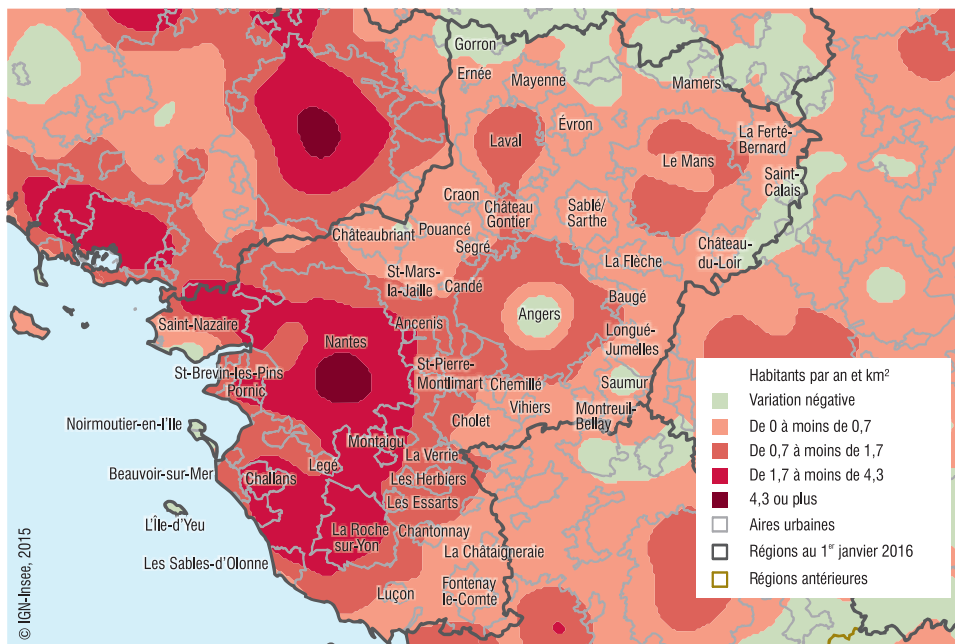 Gorron
Ernée
Mayenne
Mamers
Laval
Évron
La Ferté-
Bernard
Le Mans
Saint-
Calais
Craon
Château
Gontier
Sablé/
Sarthe
Châteaubriant
Pouancé
Segré
Château-
du-Loir
La Flèche
St-Mars-
la-Jaille
Candé
Baugé
Saint-Nazaire
Ancenis
Angers
Nantes
Longué-
Jumelles
St-Brevin-les-Pins
Pornic
St-Pierre-
Montlimart
Chemillé
Saumur
Vihiers
Montreuil-
Bellay
Noirmoutier-en-l'Ile
Cholet
Montaigu
La Verrie
Beauvoir-sur-Mer
Challans
Legé
Les Herbiers
L'Île-d'Yeu
Les Essarts
La Roche
sur-Yon
Chantonnay
Les Sables-d'Olonne
La Châtaigneraie
Luçon
Fontenay
le-Comte
Habitants par an et km²
Variation négative
De 0 à moins de 0,7
De 0,7 à moins de 1,7
De 1,7 à moins de 4,3
4,3 ou plus
Aires urbaines
Régions au 1er janvier 2016
Régions antérieures
© IGN-Insee, 2015